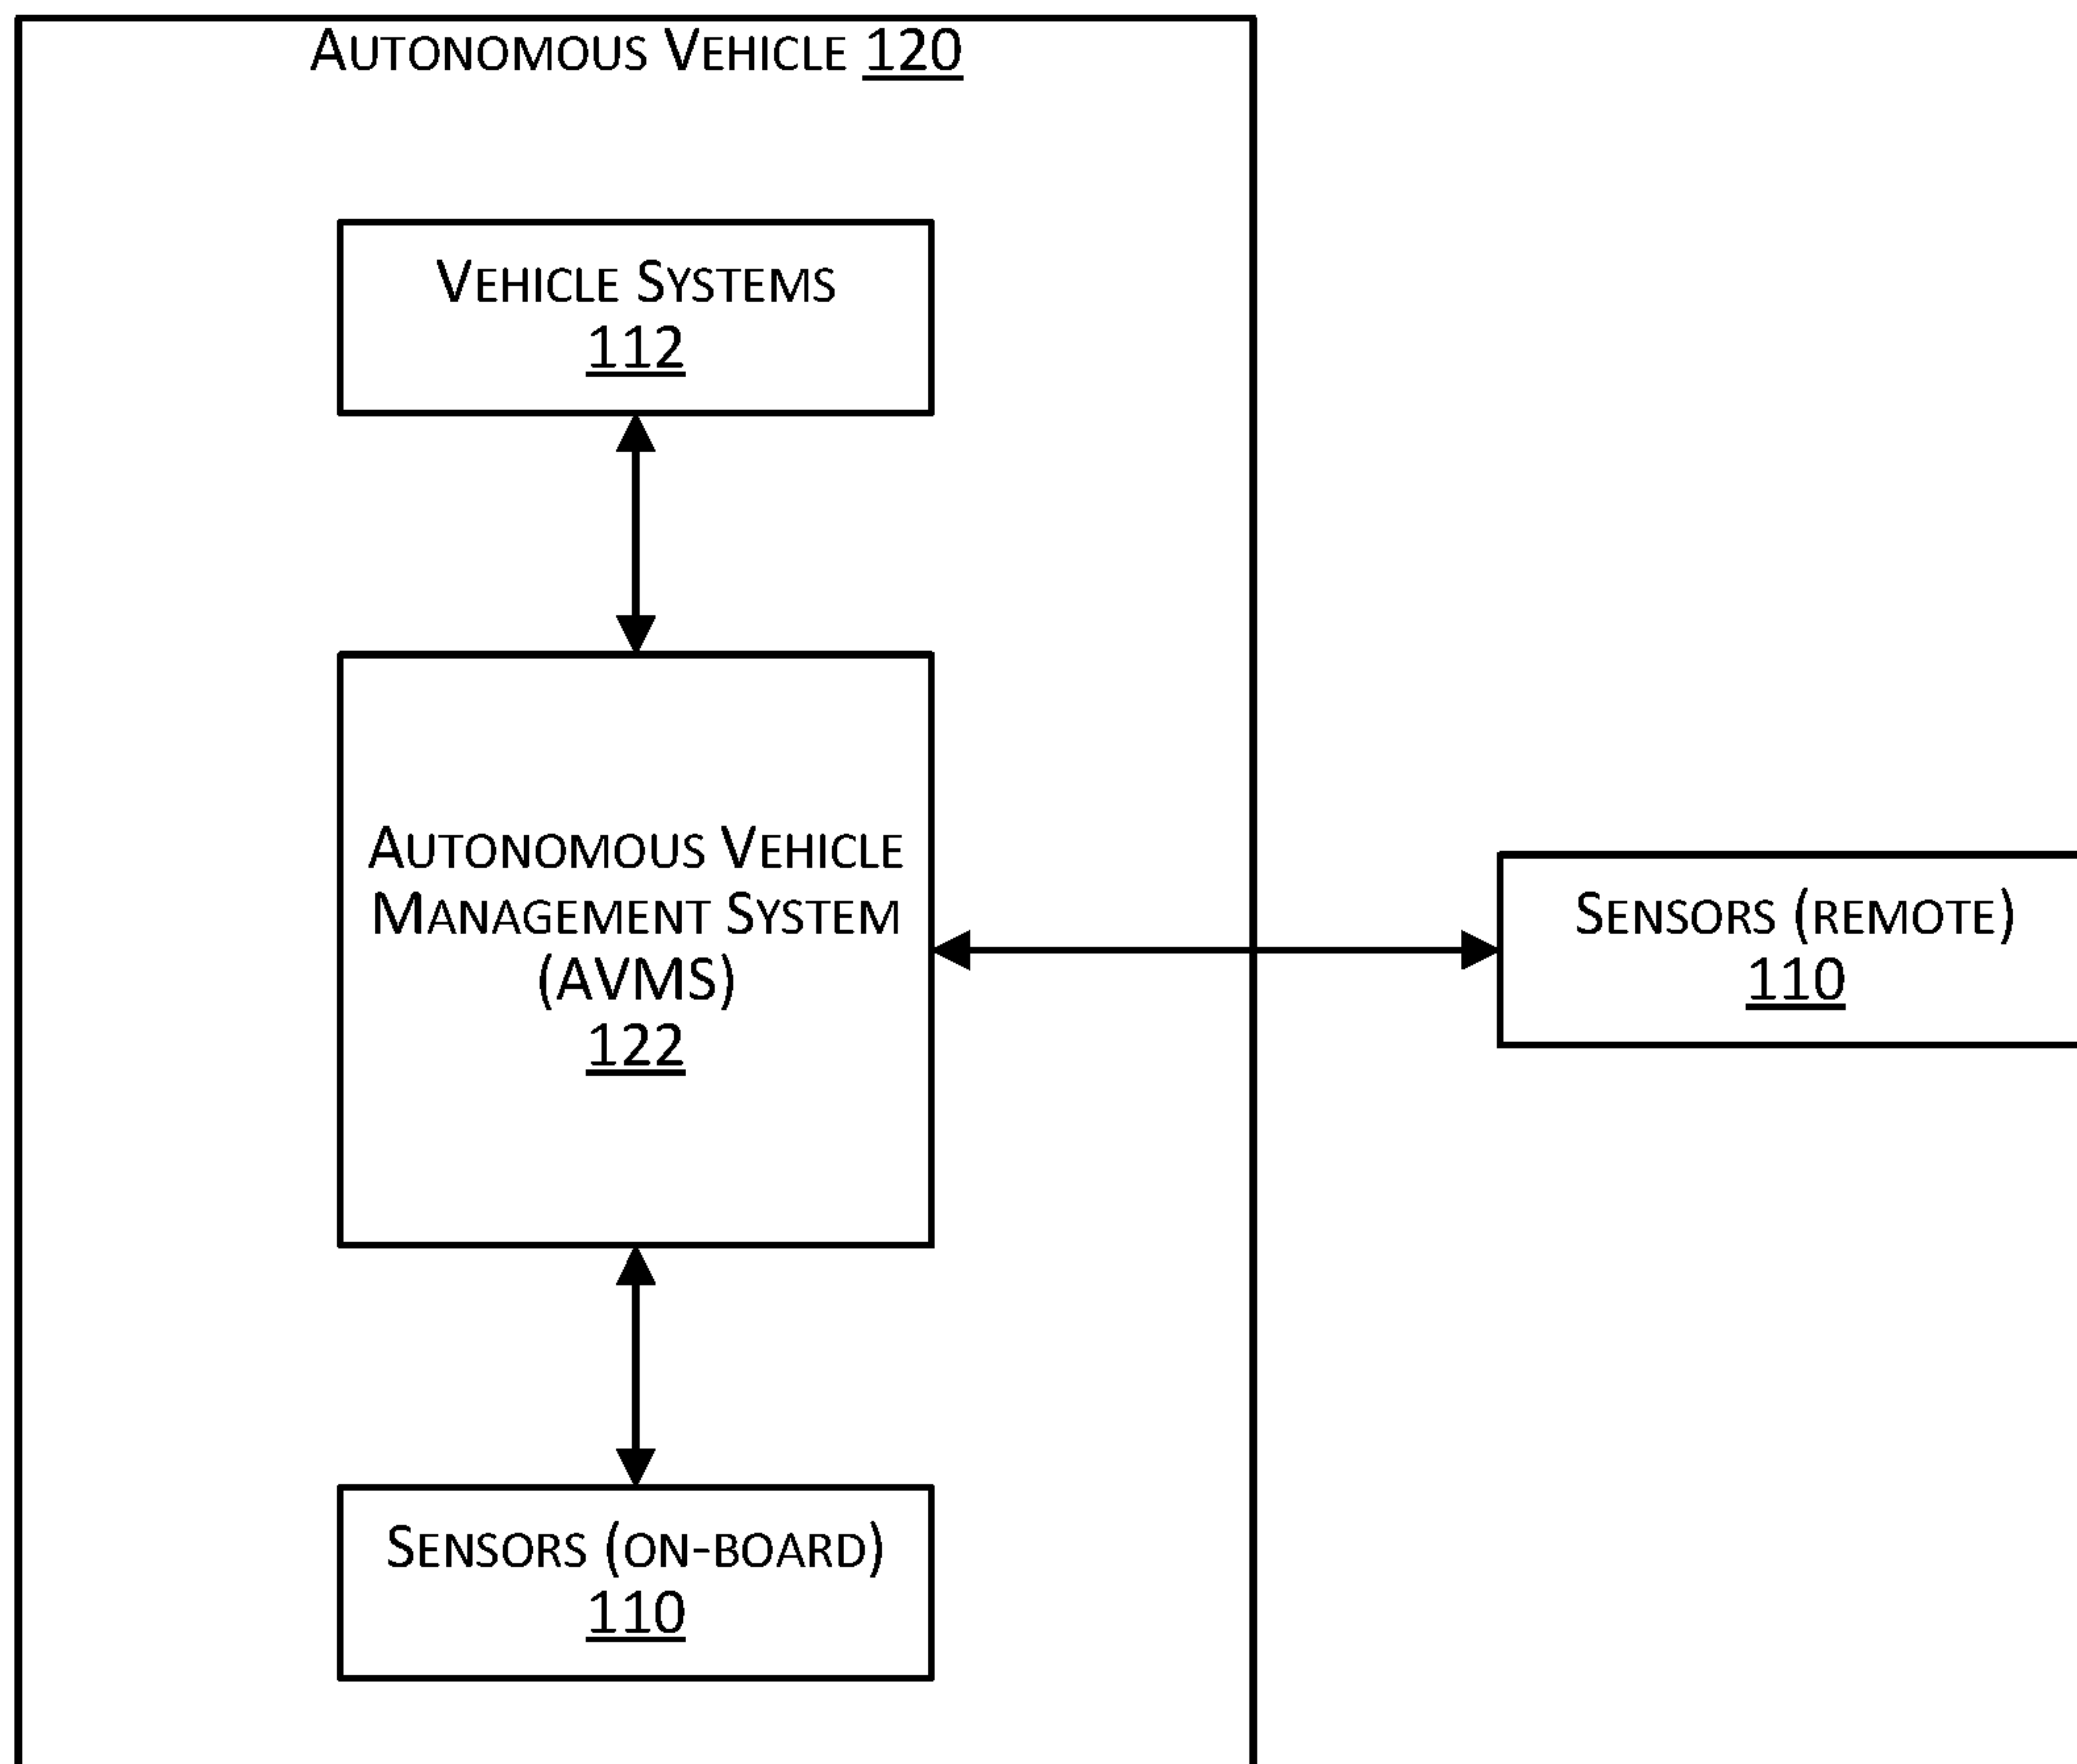 AUTONOMOUS VEHICLE 120
VEHICLE SYSTEMS
112
AUTONOMOUS VEHICLE
MANAGEMENT SYSTEM
(AVMS)
122
SENSORS (REMOTE)
110
SENSORS (ON-BOARD)
110